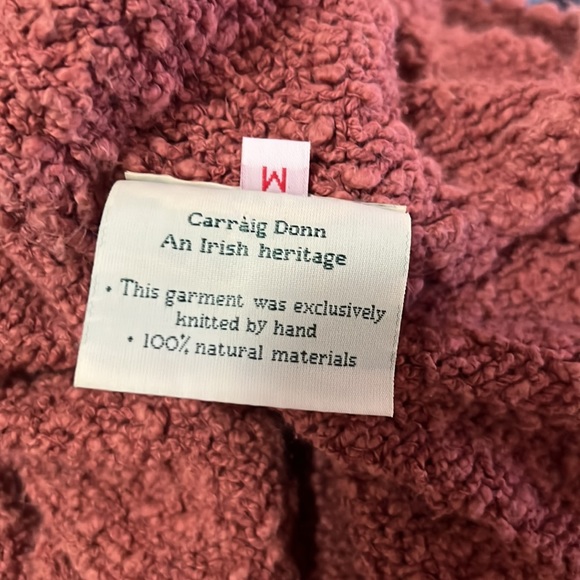 M
Carràig Donn
An Irish heritage
• This garment was exclusively
knitted by hand
• 100% natural materials